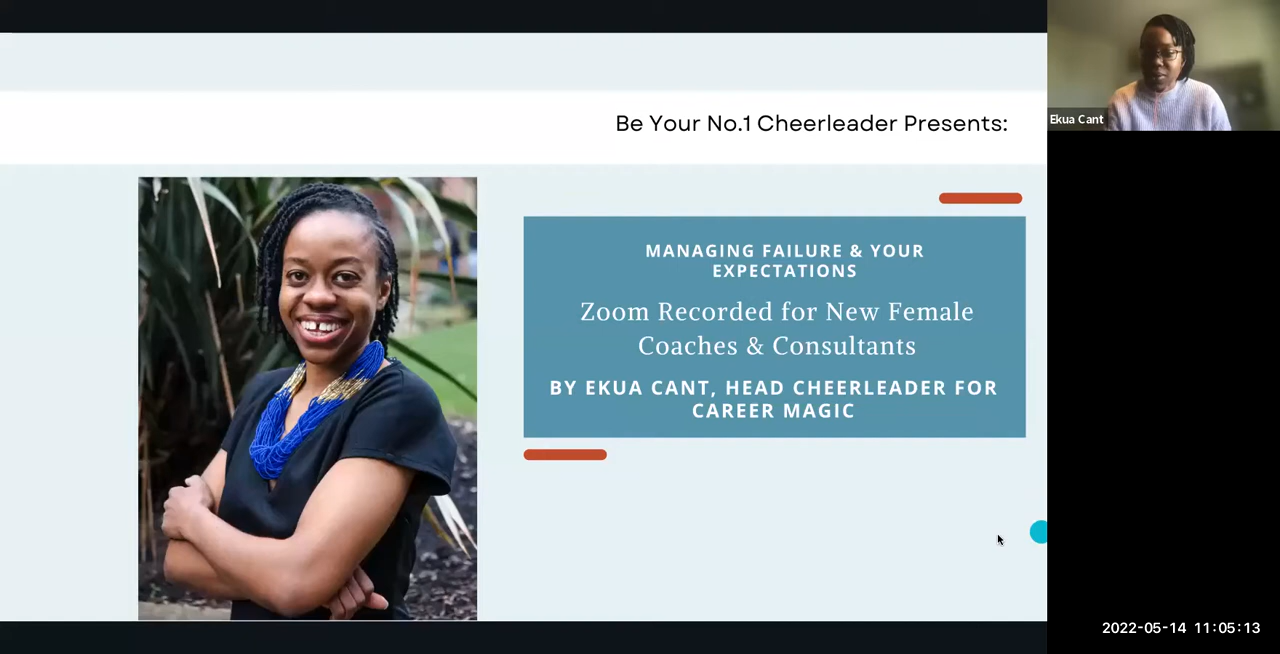 Be Your No.1 Cheerleader Presents:
MANAGING FAILURE & YOUR
EXPECTATIONS
Zoom Recorded for New Female
Coaches & Consultants
BY EKUA CANT, HEAD CHEERLEADER FOR
CAREER MAGIC
Ekua Cant
2022-05-14 11:05:13